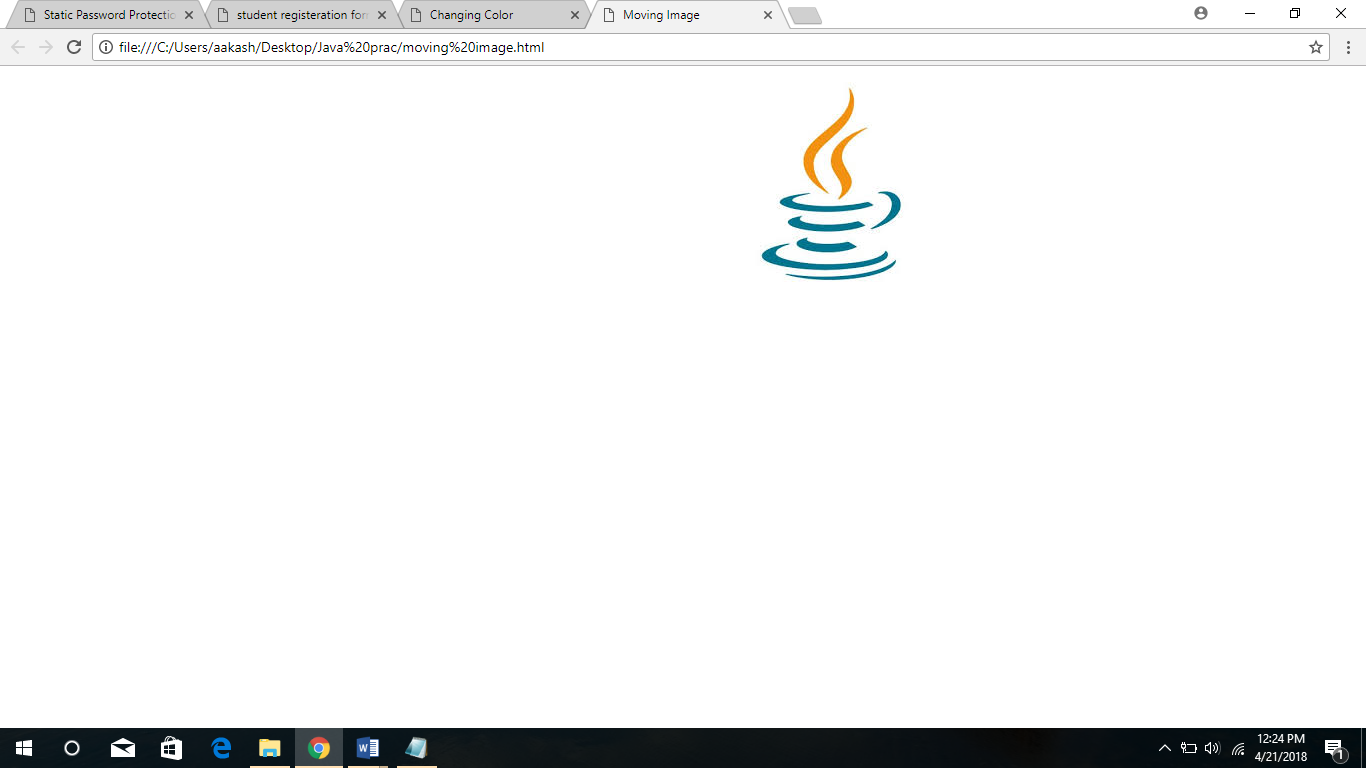 Static Password Protectio
student registeration for
Changing Color
Moving Image
file:///C:/Users/aakash/Desktop/Java%20prac/moving%20image.html
12:24 PM
4/21/2018
1